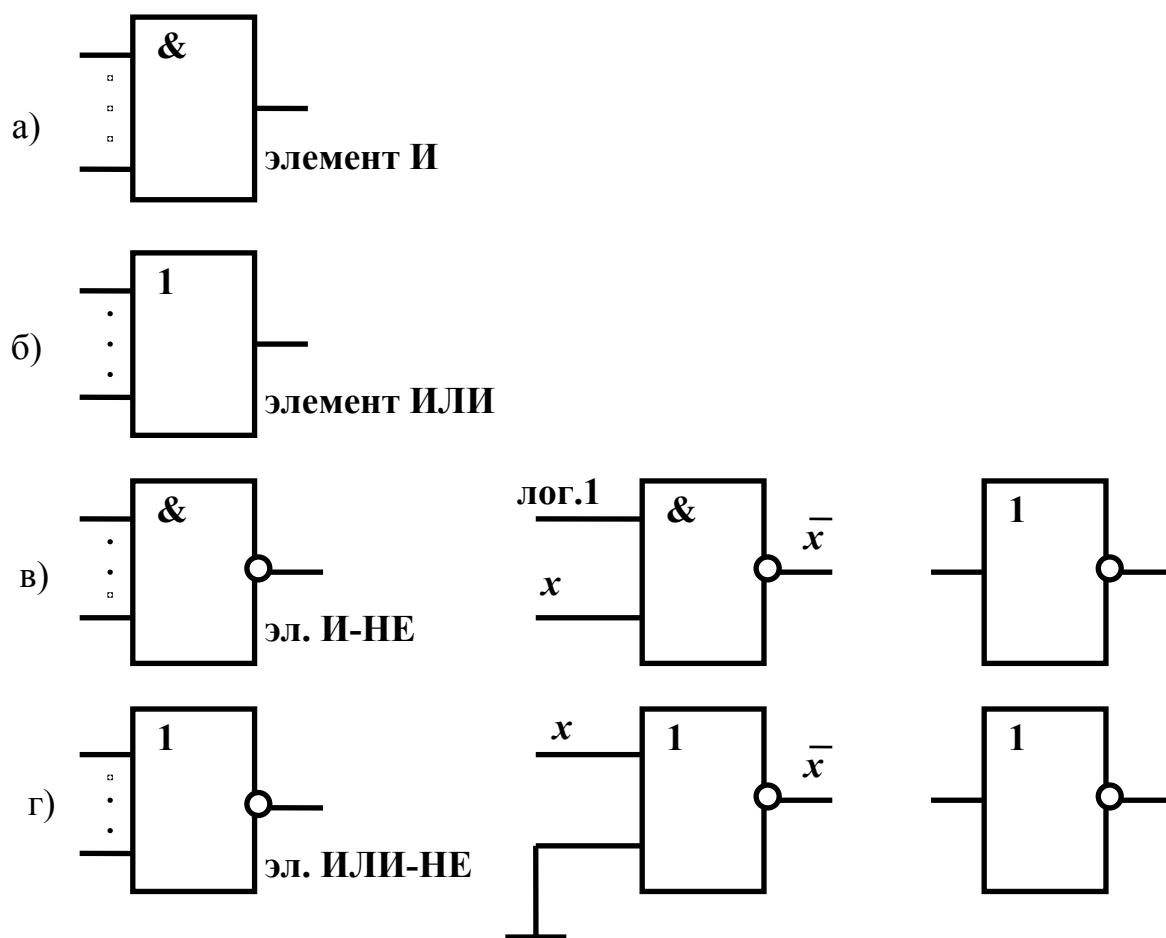 &
а)
элемент И
1
б)
элемент ИЛИ
& лог.1 & x̅ 1
в) x
эл. И-НЕ
1 x 1 x̅ 1
г)
эл. ИЛИ-НЕ